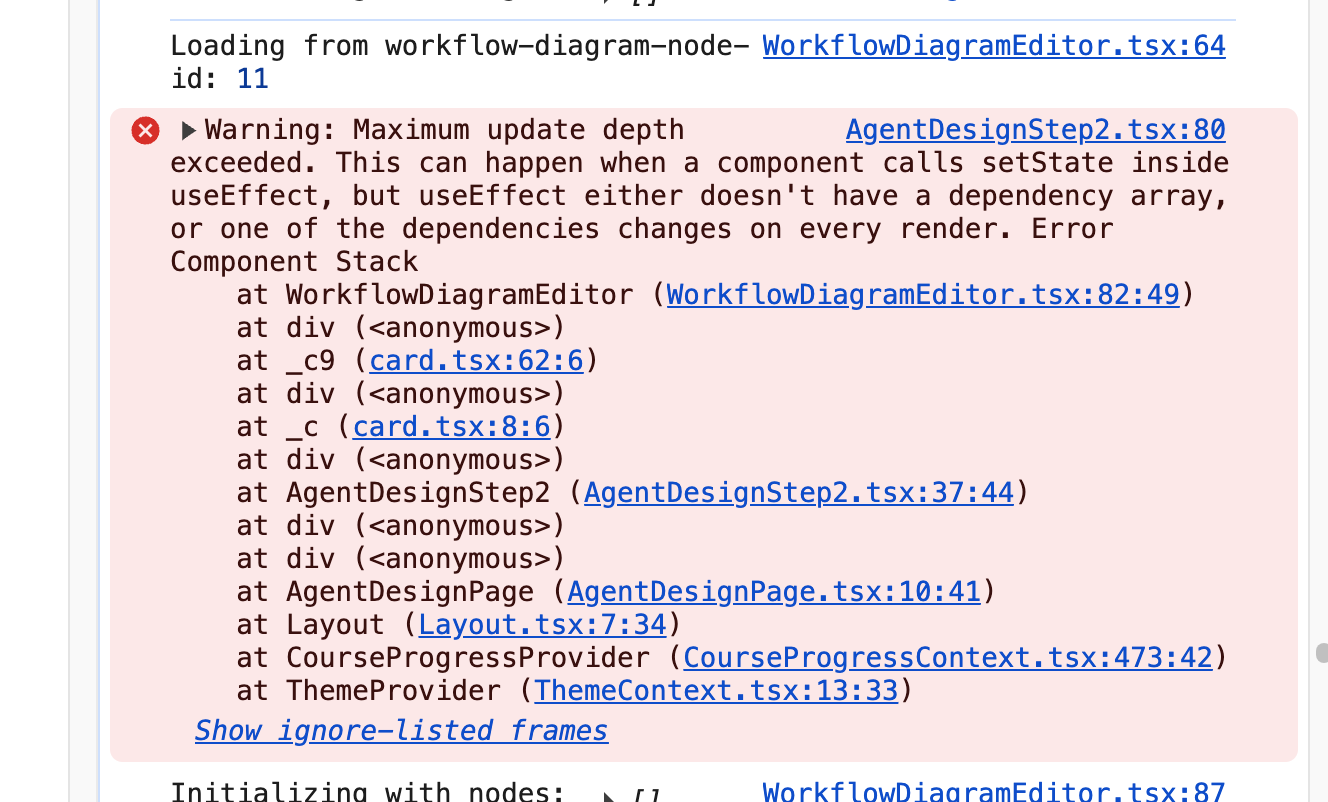 Loading from workflow-diagram-node- WorkflowDiagramEditor.tsx:64
id: 11
Warning: Maximum update depth AgentDesignStep2.tsx:80
exceeded. This can happen when a component calls setState inside
useEffect, but useEffect either doesn't have a dependency array,
or one of the dependencies changes on every render. Error
Component Stack
at WorkflowDiagramEditor (WorkflowDiagramEditor.tsx:82:49)
at div (<anonymous>)
at _c9 (card.tsx:62:6)
at div (<anonymous>)
at _c (card.tsx:8:6)
at div (<anonymous>)
at AgentDesignStep2 (AgentDesignStep2.tsx:37:44)
at div (<anonymous>)
at div (<anonymous>)
at AgentDesignPage (AgentDesignPage.tsx:10:41)
at Layout (Layout.tsx:7:34)
at CourseProgressProvider (CourseProgressContext.tsx:473:42)
at ThemeProvider (ThemeContext.tsx:13:33)
Show ignore-listed frames
Initializing with nodes: ▶ [] WorkflowDiagramEditor.tsx:87